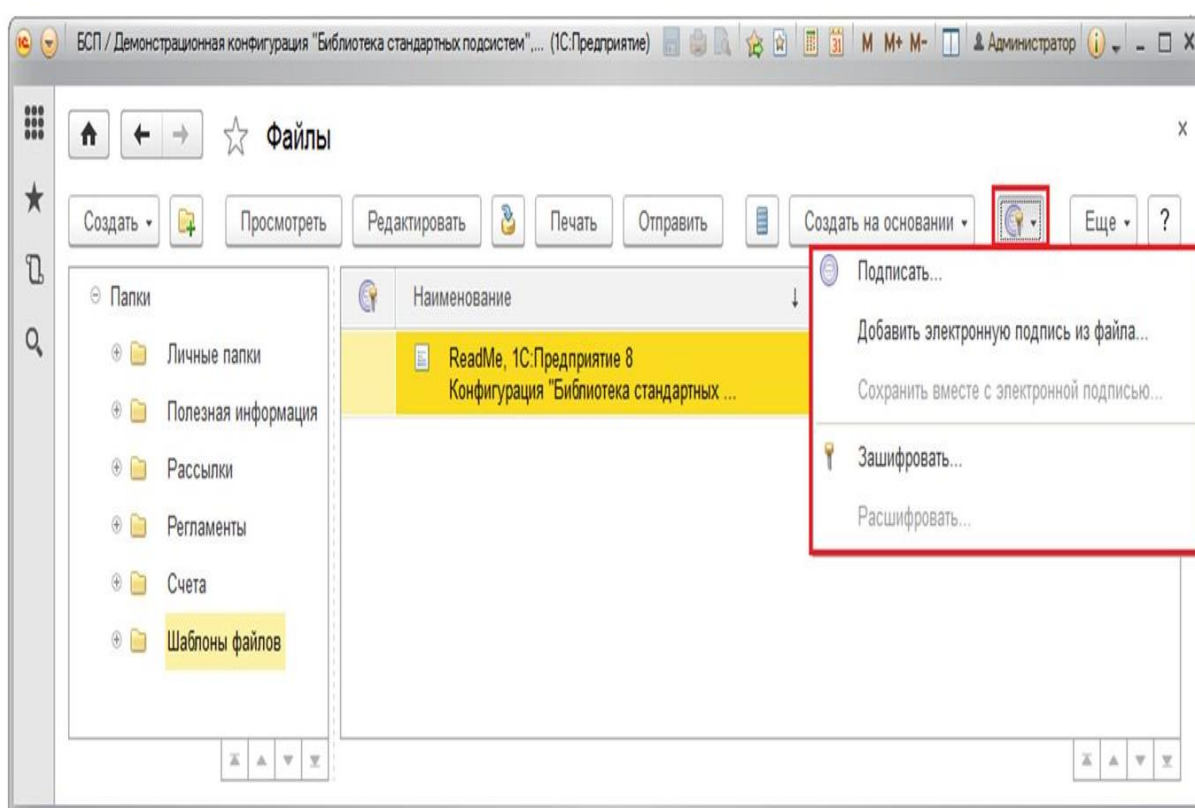 БСП / Демонстрационная конфигурация "Библиотека стандартных подсистем",... (1С:Предприятие) 31 M M+ M- Администратор
Файлы
Создать Просмотреть Редактировать Печать Отправить Создать на основании Еще ?
Папки
Личные папки
Полезная информация
Рассылки
Регламенты
Счета
Шаблоны файлов
Наименование
ReadMe, 1С:Предприятие 8
Конфигурация "Библиотека стандартных ...
Подписать...
Добавить электронную подпись из файла...
Сохранить вместе с электронной подписью...
Зашифровать...
Расшифровать...